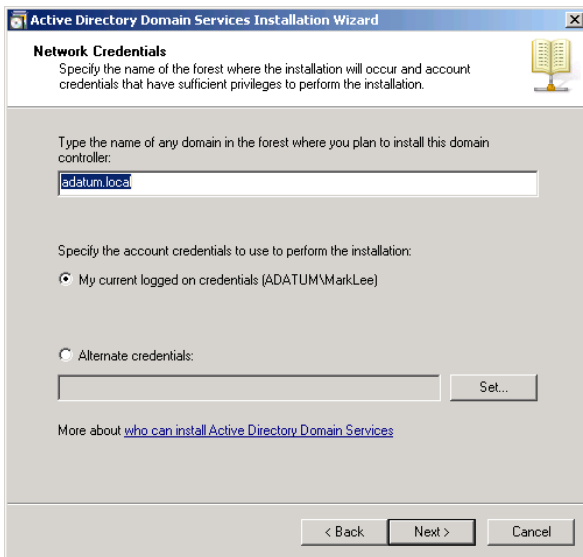 Active Directory Domain Services Installation Wizard
Network Credentials
Specify the name of the forest where the installation will occur and account
credentials that have sufficient privileges to perform the installation.
Type the name of any domain in the forest where you plan to install this domain
controller:
adatum.local
Specify the account credentials to use to perform the installation:
My current logged on credentials (ADATUM\MarkLee)
Alternate credentials:
Set...
More about who can install Active Directory Domain Services
< Back Next > Cancel